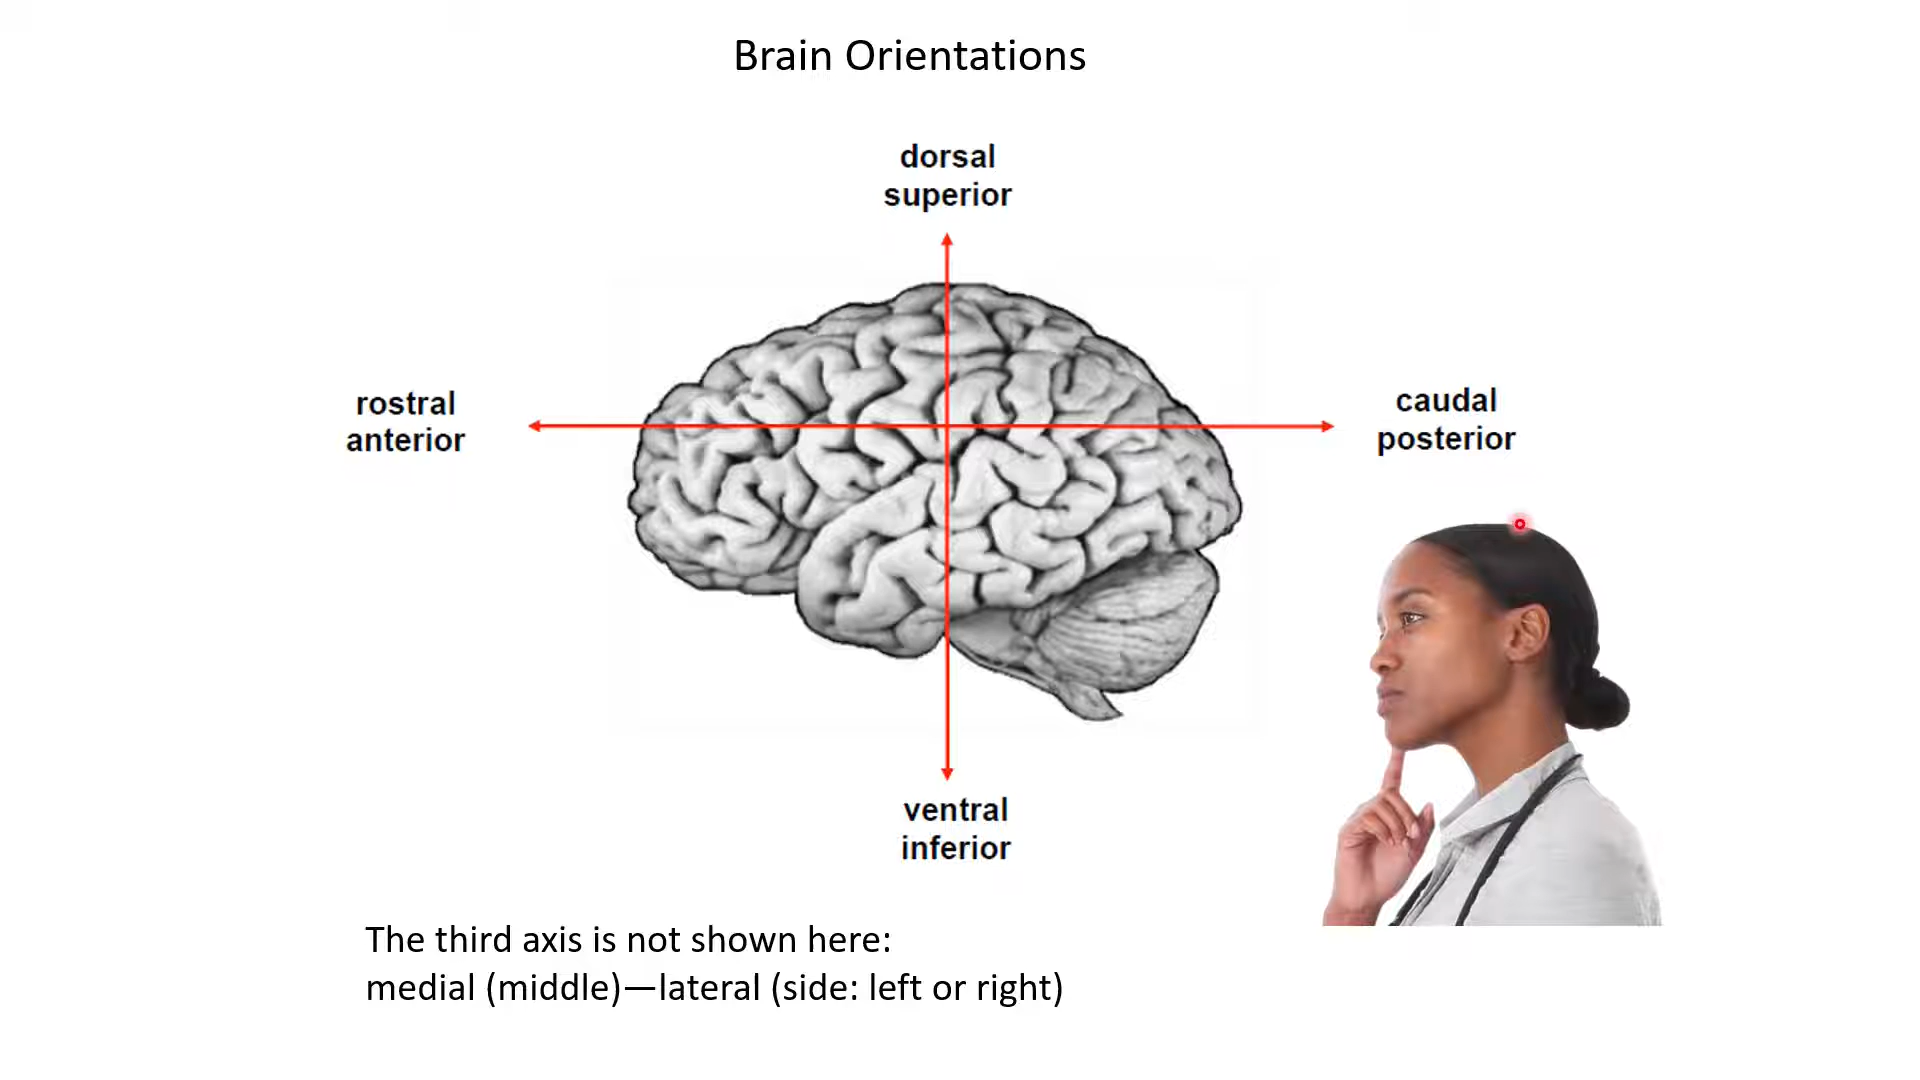 Brain Orientations
dorsal
superior
rostral
anterior
caudal
posterior
ventral
inferior
The third axis is not shown here:
medial (middle)—lateral (side: left or right)